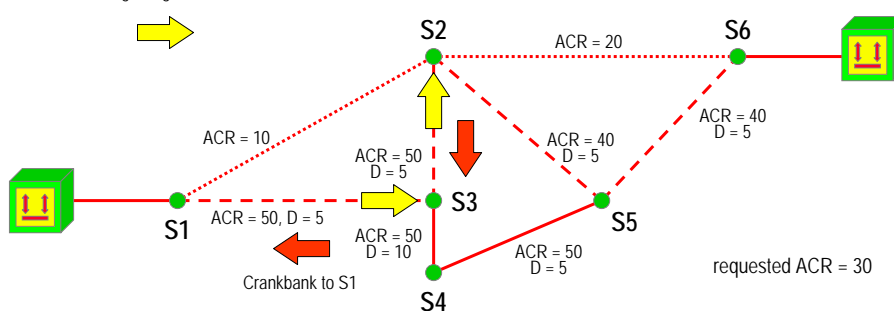 S2
ACR = 20
S6
ACR = 10
ACR = 40
D = 5
ACR = 40
D = 5
ACR = 50
D = 5
S1
ACR = 50, D = 5
S3
S5
ACR = 50
D = 10
ACR = 50
D = 5
Crankbank to S1
S4
requested ACR = 30